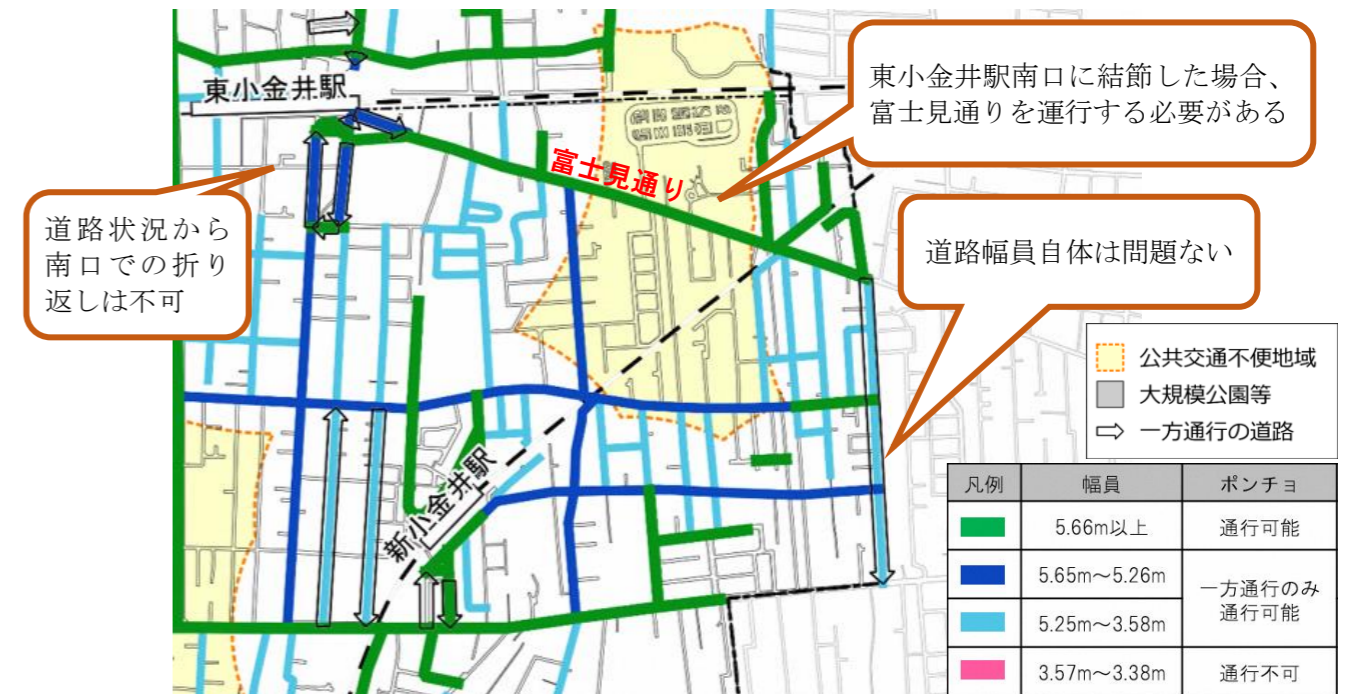 東小金井駅
東小金井駅南口に結節した場合、
富士見通りを運行する必要がある
富士見通り
道路状況から
南口での折り
返しは不可
道路幅員自体は問題ない
新小金井駅
公共交通不便地域
大規模公園等
一方通行の道路
凡例 幅員 ポンチョ
5.66m以上 通行可能
5.65m～5.26m 一方通行のみ
通行可能
5.25m～3.58m
3.57m～3.38m 通行不可